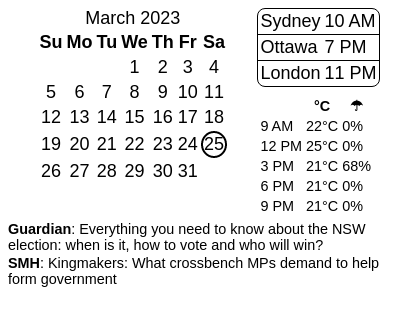 March 2023
Su Mo Tu We Th Fr Sa
1 2 3 4
5 6 7 8 9 10 11
12 13 14 15 16 17 18
19 20 21 22 23 24 25
26 27 28 29 30 31
Sydney 10 AM
Ottawa 7 PM
London 11 PM
°C ☂
9 AM 22°C 0%
12 PM 25°C 0%
3 PM 21°C 68%
6 PM 21°C 0%
9 PM 21°C 0%
Guardian: Everything you need to know about the NSW
election: when is it, how to vote and who will win?
SMH: Kingmakers: What crossbench MPs demand to help
form government